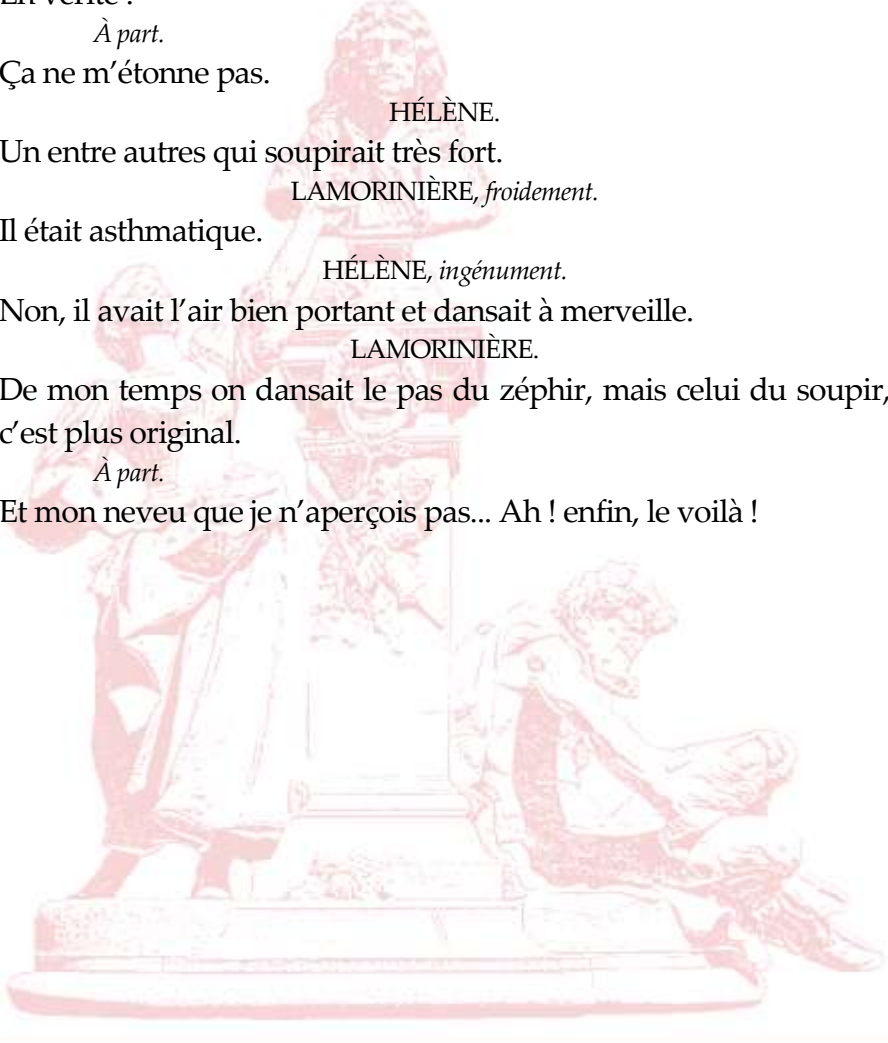 À part.
Ça ne m’étonne pas.
HÉLÈNE.
Un entre autres qui soupirait très fort.
LAMORINIÈRE, froidement.
Il était asthmatique.
HÉLÈNE, ingénument.
Non, il avait l’air bien portant et dansait à merveille.
LAMORINIÈRE.
De mon temps on dansait le pas du zéphir, mais celui du soupir,
c’est plus original.
À part.
Et mon neveu que je n’aperçois pas... Ah ! enfin, le voilà !